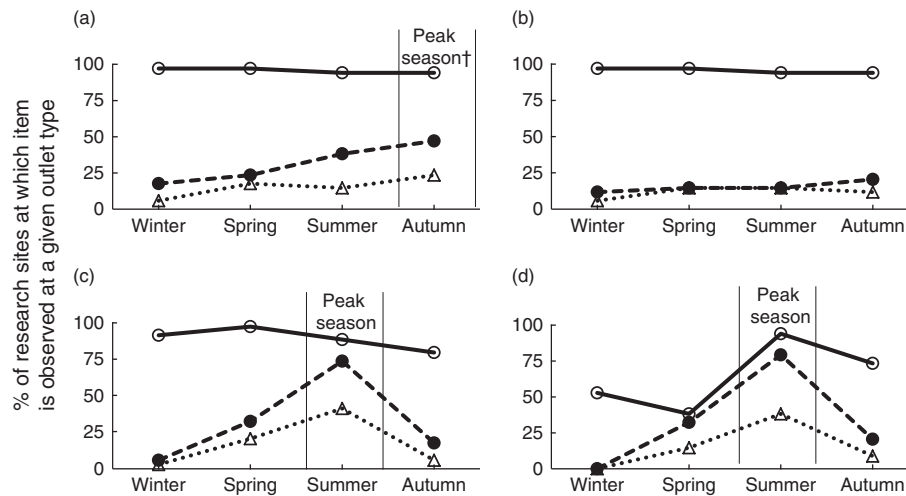 % of research sites at which item
is observed at a given outlet type
(a)
Peak
season†
100
75
50
25
0
Winter Spring Summer Autumn
(b)
100
75
50
25
0
Winter Spring Summer Autumn
(c)
Peak
season
100
75
50
25
0
Winter Spring Summer Autumn
(d)
Peak
season
100
75
50
25
0
Winter Spring Summer Autumn